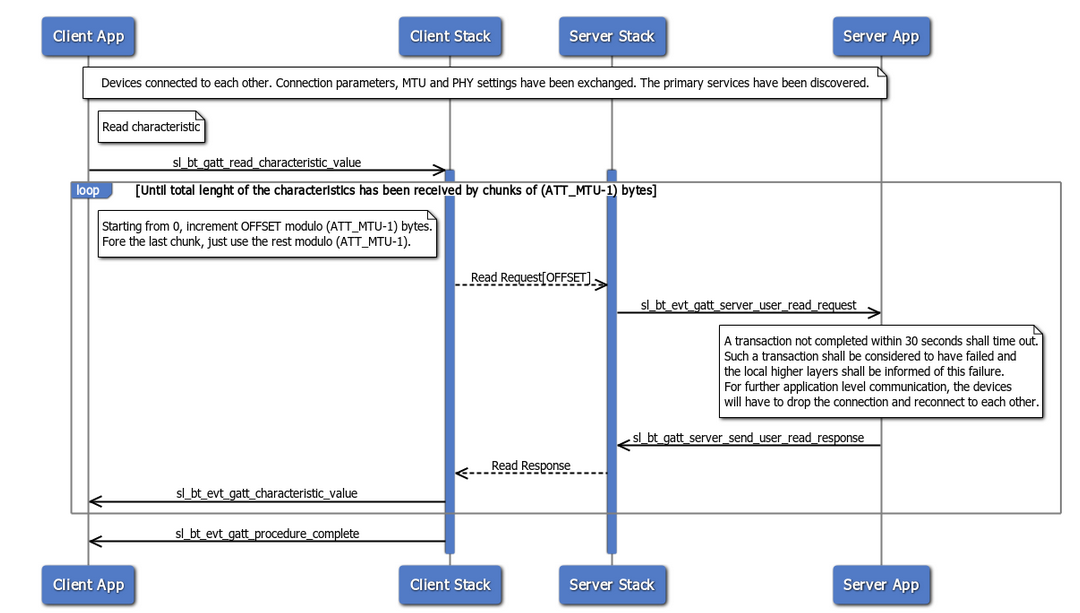 Client App
Client Stack
Server Stack
Server App
Devices connected to each other. Connection parameters, MTU and PHY settings have been exchanged. The primary services have been discovered.
Read characteristic
sl_bt_gatt_read_characteristic_value
loop
[Until total lenght of the characteristics has been received by chunks of (ATT_MTU-1) bytes]
Starting from 0, increment OFFSET modulo (ATT_MTU-1) bytes.
Fore the last chunk, just use the rest modulo (ATT_MTU-1).
Read Request[OFFSET]
sl_bt_evt_gatt_server_user_read_request
A transaction not completed within 30 seconds shall time out.
Such a transaction shall be considered to have failed and
the local higher layers shall be informed of this failure.
For further application level communication, the devices
will have to drop the connection and reconnect to each other.
sl_bt_gatt_server_send_user_read_response
Read Response
sl_bt_evt_gatt_characteristic_value
sl_bt_evt_gatt_procedure_complete
Client App
Client Stack
Server Stack
Server App